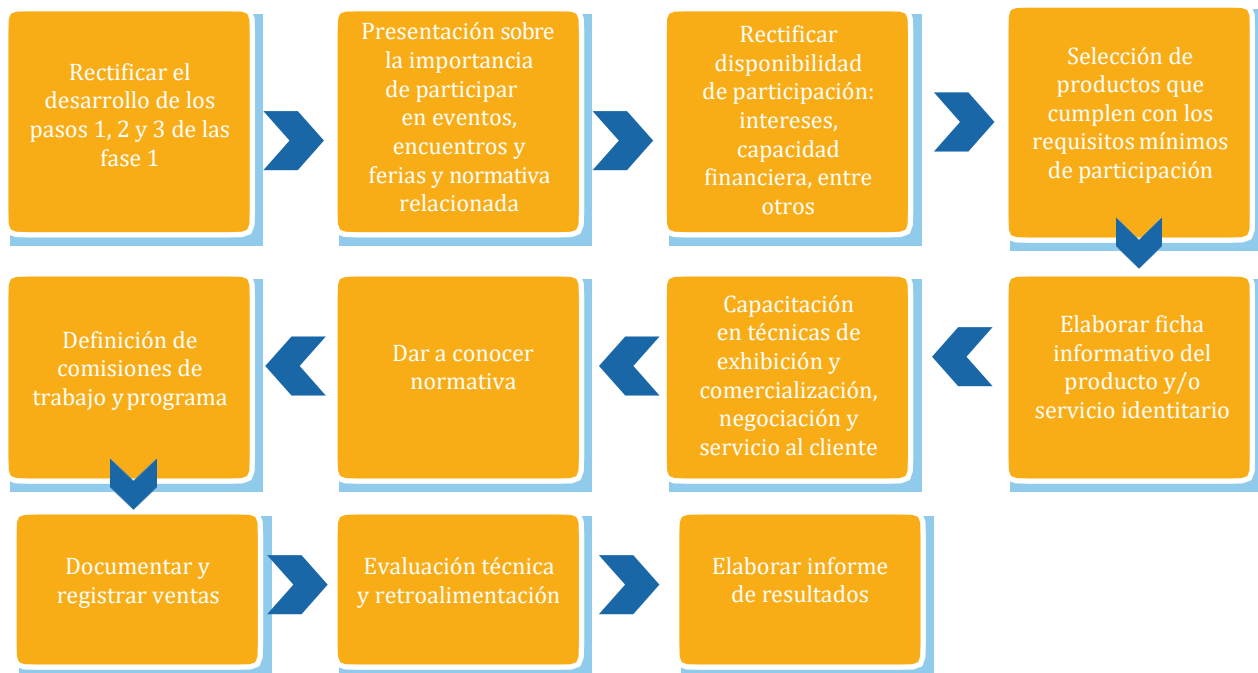 Rectificar el
desarrollo de los
pasos 1, 2 y 3 de las
fase 1
Presentación sobre
la importancia
de participar
en eventos,
encuentros y
ferias y normativa
relacionada
Rectificar
disponibilidad
de participación:
intereses,
capacidad
financiera, entre
otros
Selección de
productos que
cumplen con los
requisitos mínimos
de participación
Elaborar ficha
informativo del
producto y/o
servicio identitario
Capacitación
en técnicas de
exhibición y
comercialización,
negociación y
servicio al cliente
Dar a conocer
normativa
Definición de
comisiones de
trabajo y programa
Documentar y
registrar ventas
Evaluación técnica
y retroalimentación
Elaborar informe
de resultados